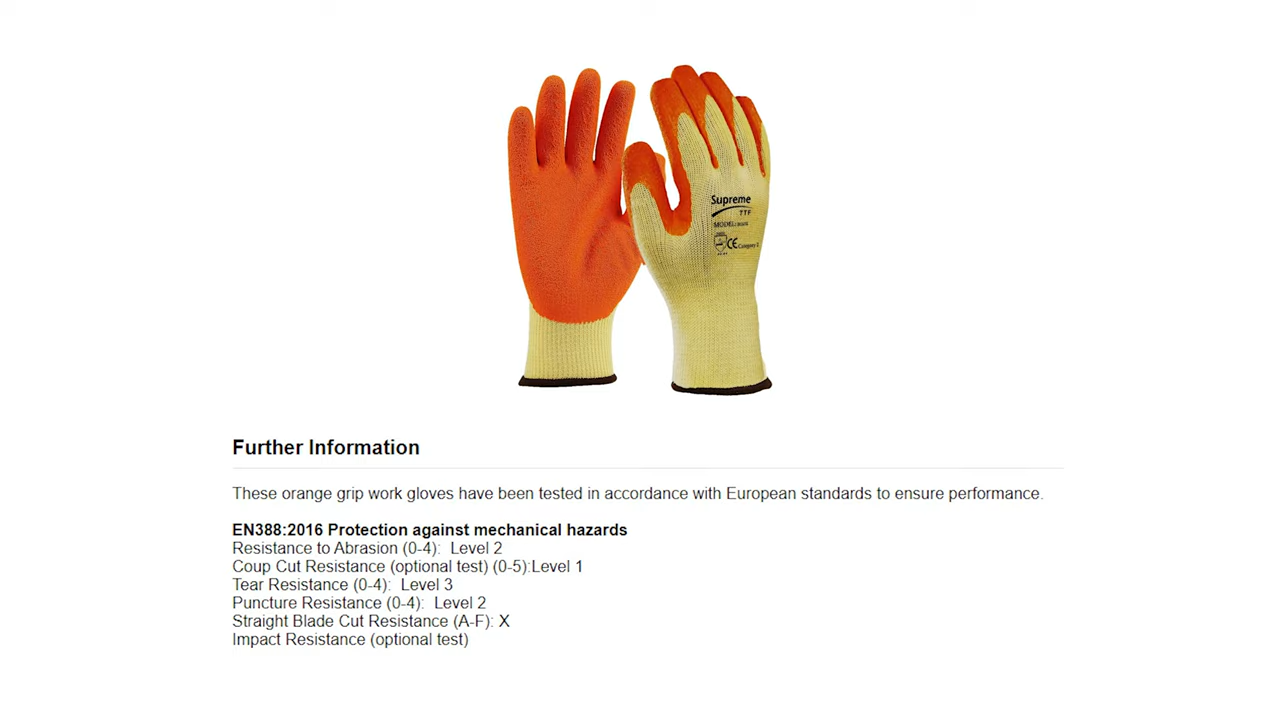 Supreme
TTF
MODEL:
CE Category 2
Further Information
These orange grip work gloves have been tested in accordance with European standards to ensure performance.
EN388:2016 Protection against mechanical hazards
Resistance to Abrasion (0-4):  Level 2
Coup Cut Resistance (optional test) (0-5):Level 1
Tear Resistance (0-4):  Level 3
Puncture Resistance (0-4):  Level 2
Straight Blade Cut Resistance (A-F): X
Impact Resistance (optional test)